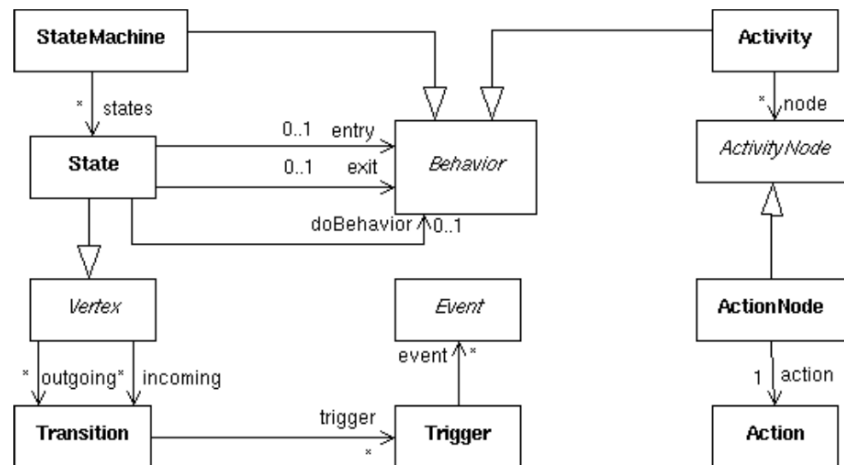 StateMachine
Activity
* states
* node
State
0..1 entry
0..1 exit
Behavior
ActivityNode
doBehavior 0..1
Vertex
Event
ActionNode
* outgoing * incoming
event *
1 action
trigger
*
Transition
Trigger
Action